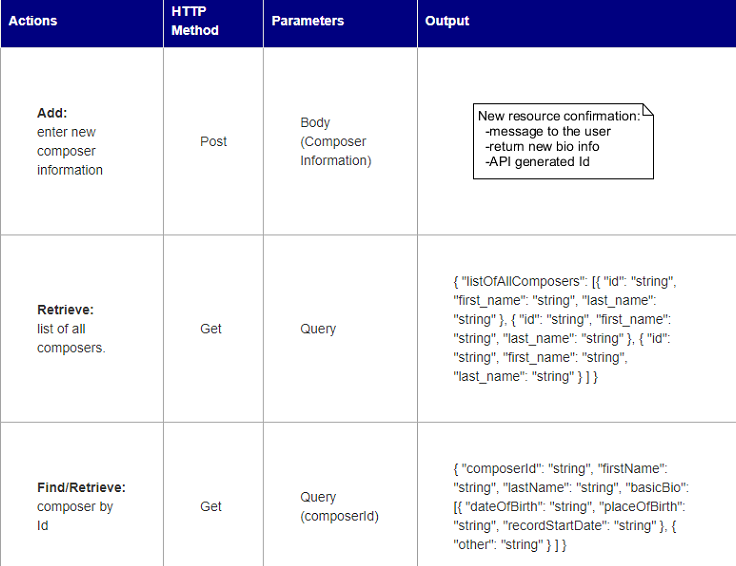 Actions
HTTP
Method
Parameters
Output
Add:
enter new
composer
information
Post
Body
(Composer
Information)
New resource confirmation:
-message to the user
-return new bio info
-API generated Id
Retrieve:
list of all
composers.
Get
Query
{ "listOfAllComposers": [{ "id": "string",
"first_name": "string", "last_name":
"string" }, { "id": "string", "first_name":
"string", "last_name": "string" }, { "id":
"string", "first_name": "string",
"last_name": "string" } ] }
Find/Retrieve:
composer by
Id
Get
Query
(composerId)
{ "composerId": "string", "firstName":
"string", "lastName": "string", "basicBio":
[{ "dateOfBirth": "string", "placeOfBirth":
"string", "recordStartDate": "string" }, {
"other": "string" } ] }